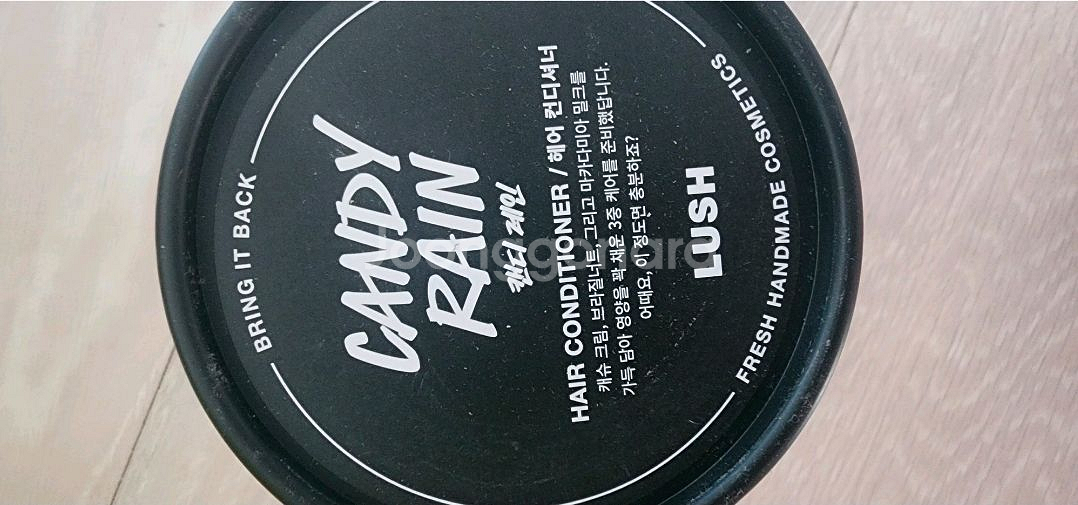 BRING IT BACK
CANDY
RAIN
캔디 레인
HAIR CONDITIONER / 헤어 컨디셔너
캐슈 크림, 브라질너트, 그리고 마카다미아 밀크를
가득 담아 영양을 꽉 채운 3중 케어를 준비했답니다.
어때요, 이 정도면 충분하죠?
LUSH
FRESH HANDMADE COSMETICS
joonggonara